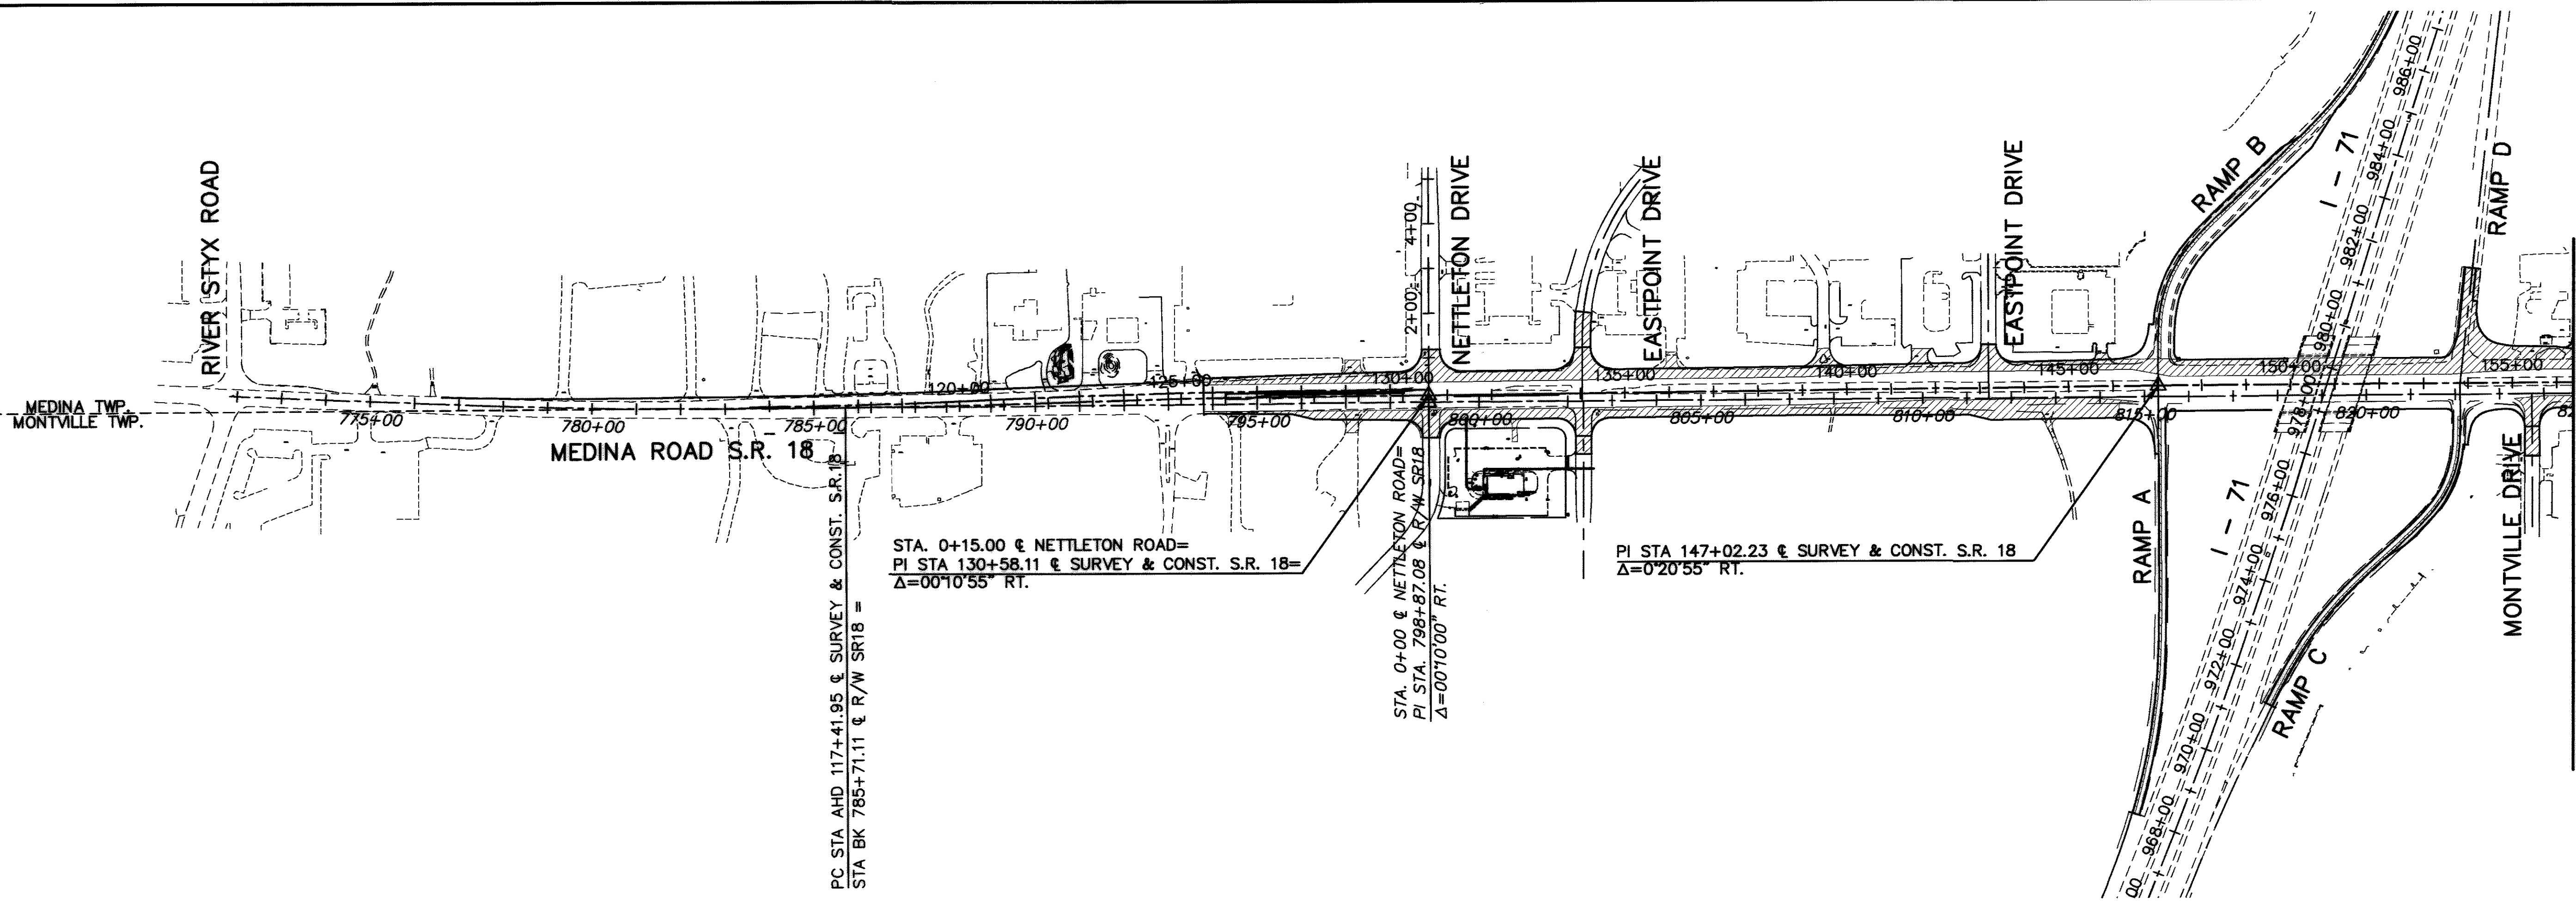 RIVER STYX ROAD
MEDINA TWP.
MONTVILLE TWP.
775+00
780+00
785+00
790+00
795+00
800+00
805+00
810+00
815+00
820+00
120+00
125+00
130+00
135+00
140+00
145+00
150+00
155+00
MEDINA ROAD S.R. 18
PC STA AHD 117+41.95 ℄ SURVEY & CONST. S.R.18
STA BK 785+71.11 ℄ R/W SR18 =
STA. 0+15.00 ℄ NETTLETON ROAD=
PI STA 130+58.11 ℄ SURVEY & CONST. S.R. 18=
Δ=00°10'55" RT.
STA. 0+00 ℄ NETTLETON ROAD=
PI STA. 798+87.08 ℄ R/W SR18
Δ=00°10'00" RT.
2+00
4+00
NETTLETON DRIVE
EASTPOINT DRIVE
EASTPOINT DRIVE
PI STA 147+02.23 ℄ SURVEY & CONST. S.R. 18
Δ=0°20'55" RT.
RAMP B
RAMP D
RAMP A
RAMP C
I - 71
I - 71
968+00
970+00
972+00
974+00
976+00
978+00
980+00
982+00
984+00
986+00
MONTVILLE DRIVE